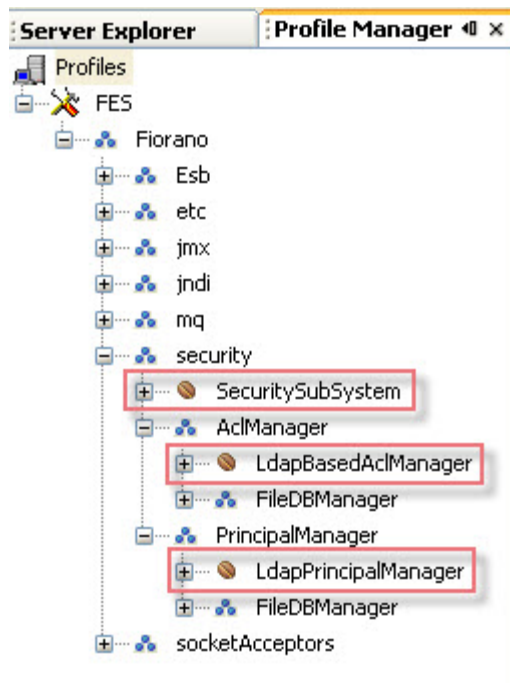 Server Explorer Profile Manager
Profiles
FES
Fiorano
Esb
etc
jmx
jndi
mq
security
SecuritySubSystem
AclManager
LdapBasedAclManager
FileDBManager
PrincipalManager
LdapPrincipalManager
FileDBManager
socketAcceptors